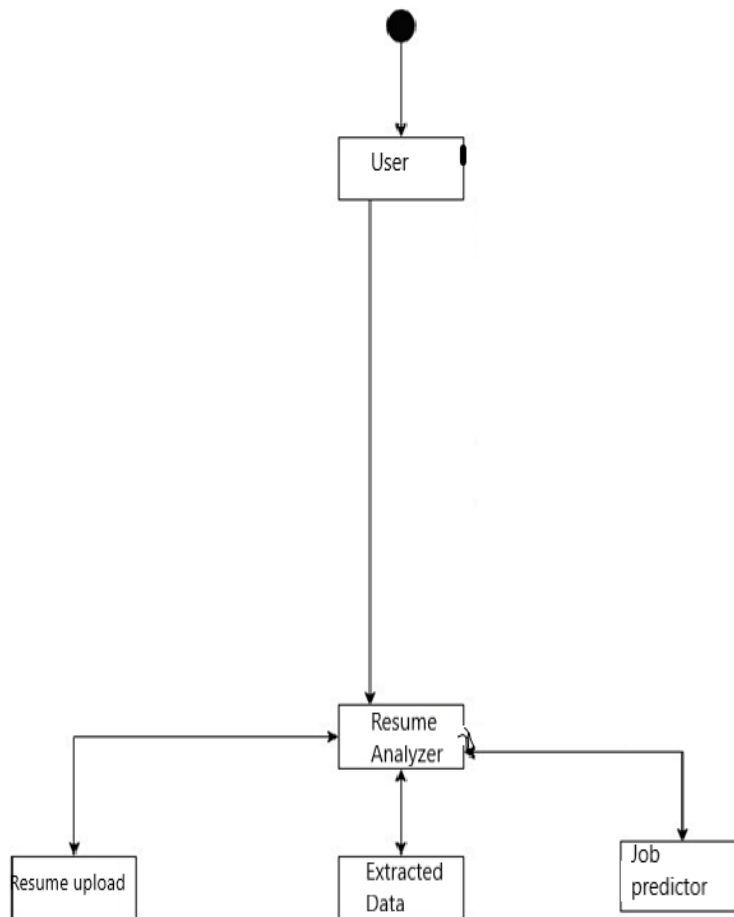 User
Resume
Analyzer
Resume upload
Extracted
Data
Job
predictor